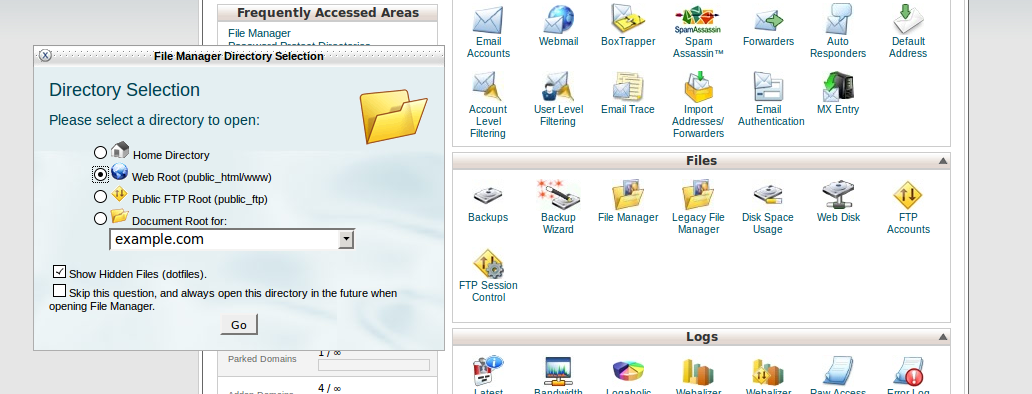 Frequently Accessed Areas
File Manager
File Manager Directory Selection
Directory Selection
Please select a directory to open:
Home Directory
Web Root (public_html/www)
Public FTP Root (public_ftp)
Document Root for:
example.com
Show Hidden Files (dotfiles).
Skip this question, and always open this directory in the future when
opening File Manager.
Go
Parked Domains
1 / ∞
4 / ∞
Email
Accounts
Webmail
BoxTrapper
SpamAssassin
Spam
Assassin™
Forwarders
Auto
Responders
Default
Address
Account
Level
Filtering
User Level
Filtering
Email Trace
Import
Addresses/
Forwarders
Email
Authentication
MX Entry
Files
Backups
Backup
Wizard
File Manager
Legacy File
Manager
Disk Space
Usage
Web Disk
FTP
Accounts
FTP Session
Control
Logs
Latest
Bandwidth
Logaholic
Webalizer
Webalizer
Raw Access
Error Log